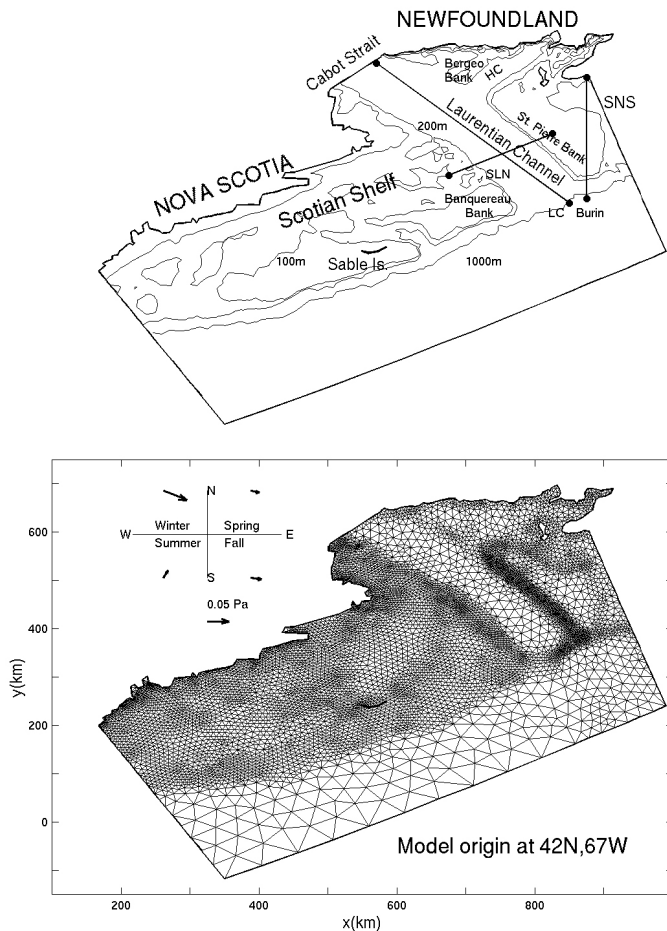 NEWFOUNDLAND
Cabot Strait
Bergeo
Bank
HC
SNS
200m
Laurentian Channel
St. Pierre Bank
NOVA SCOTIA
Scotian Shelf
SLN
Banquereau
Bank
LC
Burin
100m
Sable Is.
1000m
N
Winter
Spring
W
E
Summer
Fall
S
0.05 Pa
600
400
200
0
y(km)
Model origin at 42N,67W
200
400
600
800
x(km)